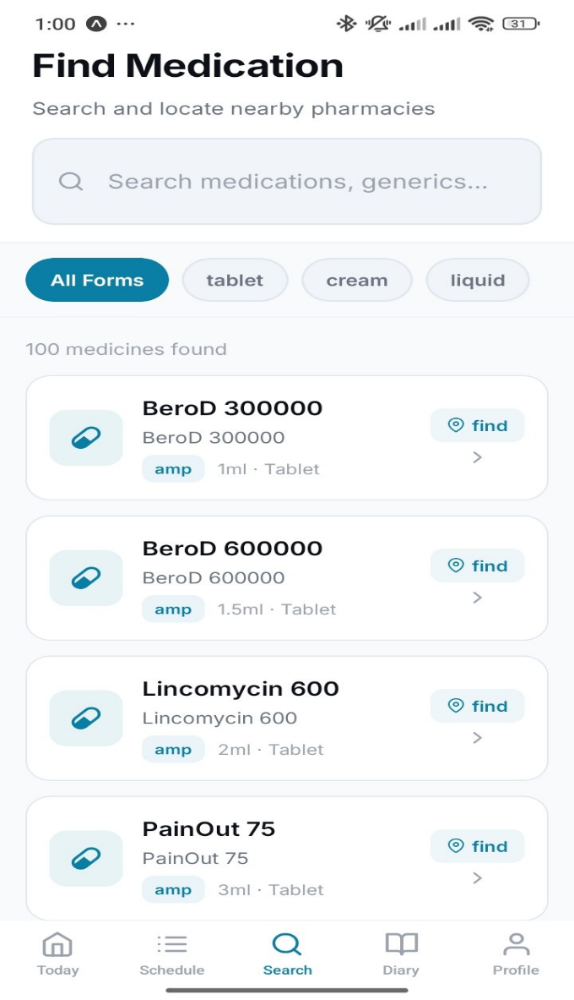 1:00
31
Find Medication
Search and locate nearby pharmacies
Search medications, generics...
All Forms tablet cream liquid
100 medicines found
BeroD 300000
BeroD 300000
find
amp 1ml · Tablet
BeroD 600000
BeroD 600000
find
amp 1.5ml · Tablet
Lincomycin 600
Lincomycin 600
find
amp 2ml · Tablet
PainOut 75
PainOut 75
find
amp 3ml · Tablet
Today Schedule Search Diary Profile